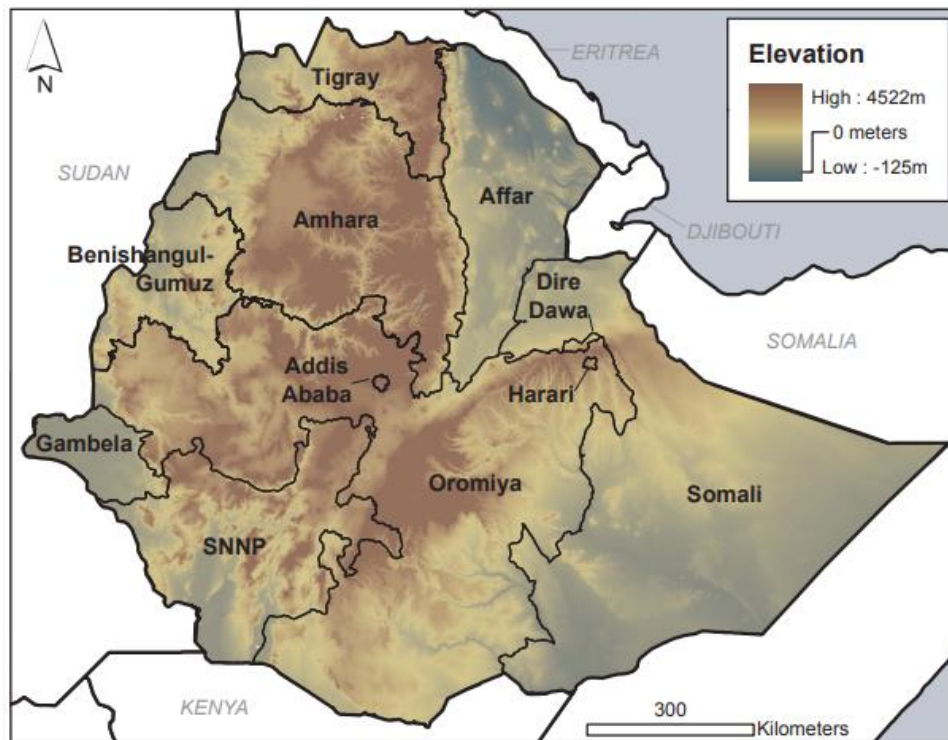 N
ERITREA
Elevation
High : 4522m
0 meters
Low : -125m
Tigray
SUDAN
Affar
Amhara
DJIBOUTI
Benishangul-
Gumuz
Dire
Dawa
SOMALIA
Addis
Ababa
Harari
Gambela
Oromiya
Somali
SNNP
KENYA
300
Kilometers